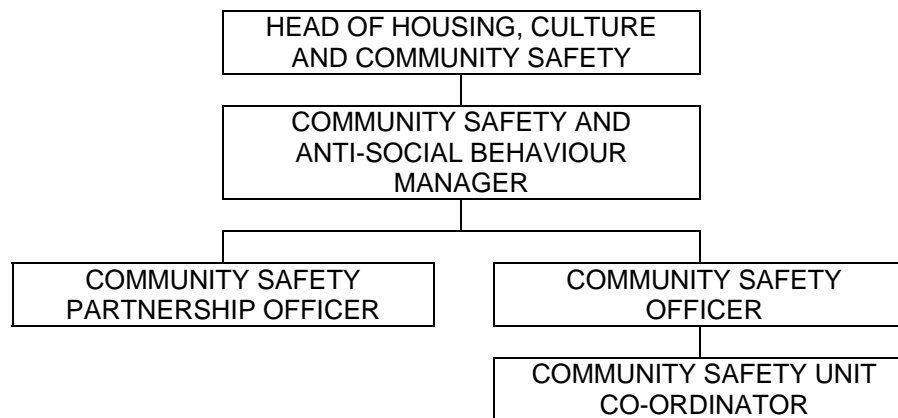 HEAD OF HOUSING, CULTURE
AND COMMUNITY SAFETY
COMMUNITY SAFETY AND
ANTI-SOCIAL BEHAVIOUR
MANAGER
COMMUNITY SAFETY
PARTNERSHIP OFFICER
COMMUNITY SAFETY
OFFICER
COMMUNITY SAFETY UNIT
CO-ORDINATOR